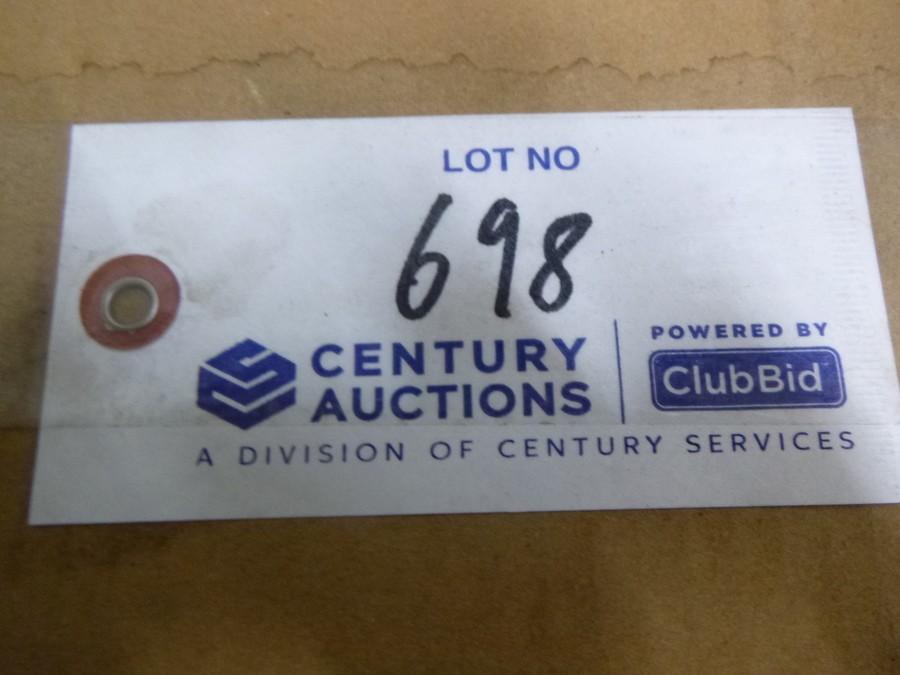 LOT NO
698
CENTURY
AUCTIONS
POWERED BY
ClubBid
A DIVISION OF CENTURY SERVICES